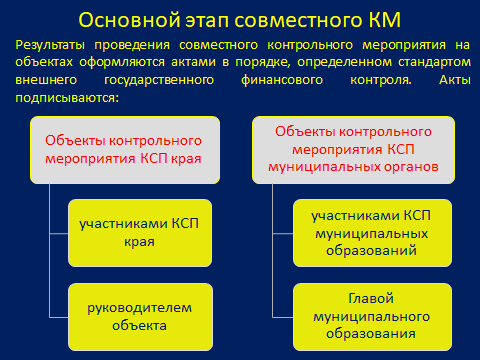 Основной этап совместного КМ
Результаты проведения совместного контрольного мероприятия на
объектах оформляются актами в порядке, определенном стандартом
внешнего государственного финансового контроля. Акты
подписываются:
Объекты контрольного
мероприятия КСП края
участниками КСП
края
руководителем
объекта
Объекты контрольного
мероприятия КСП
муниципальных органов
участниками КСП
муниципальных
образований
Главой
муниципального
образования